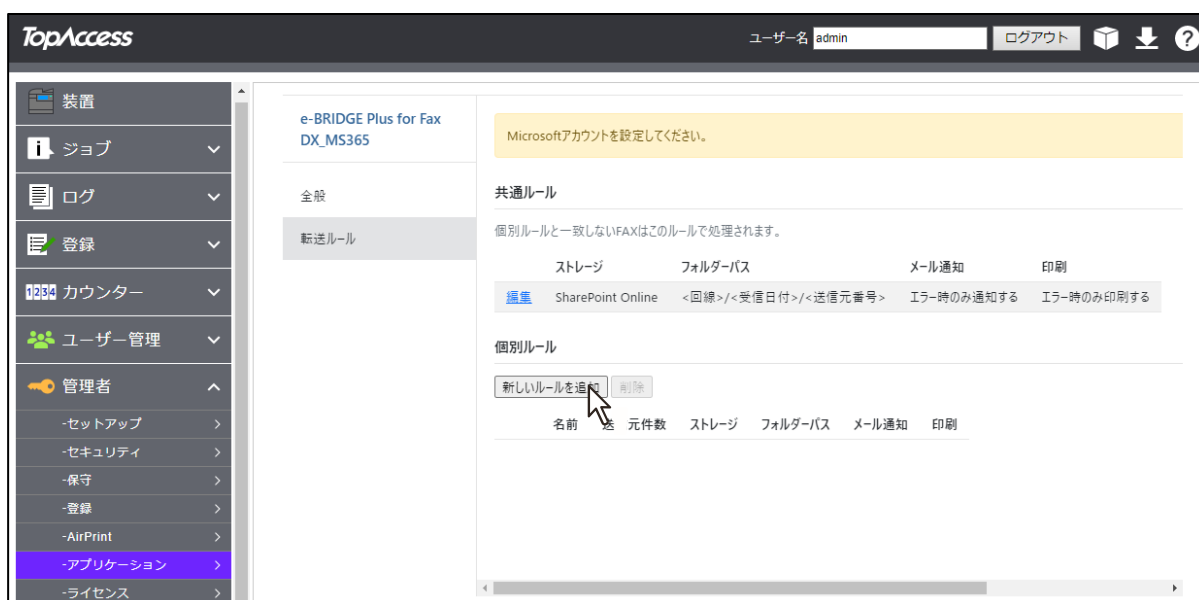 TopAccess
ユーザー名 admin ログアウト
装置
ジョブ
ログ
登録
1234 カウンター
ユーザー管理
管理者
-セットアップ
-セキュリティ
-保守
-登録
-AirPrint
-アプリケーション
-ライセンス
e-BRIDGE Plus for Fax
DX_MS365
全般
転送ルール
Microsoftアカウントを設定してください。
共通ルール
個別ルールと一致しないFAXはこのルールで処理されます。
ストレージ フォルダーパス メール通知 印刷
編集 SharePoint Online <回線>/<受信日付>/<送信元番号> エラー時のみ通知する エラー時のみ印刷する
個別ルール
新しいルールを追加 削除
名前 送 元件数 ストレージ フォルダーパス メール通知 印刷